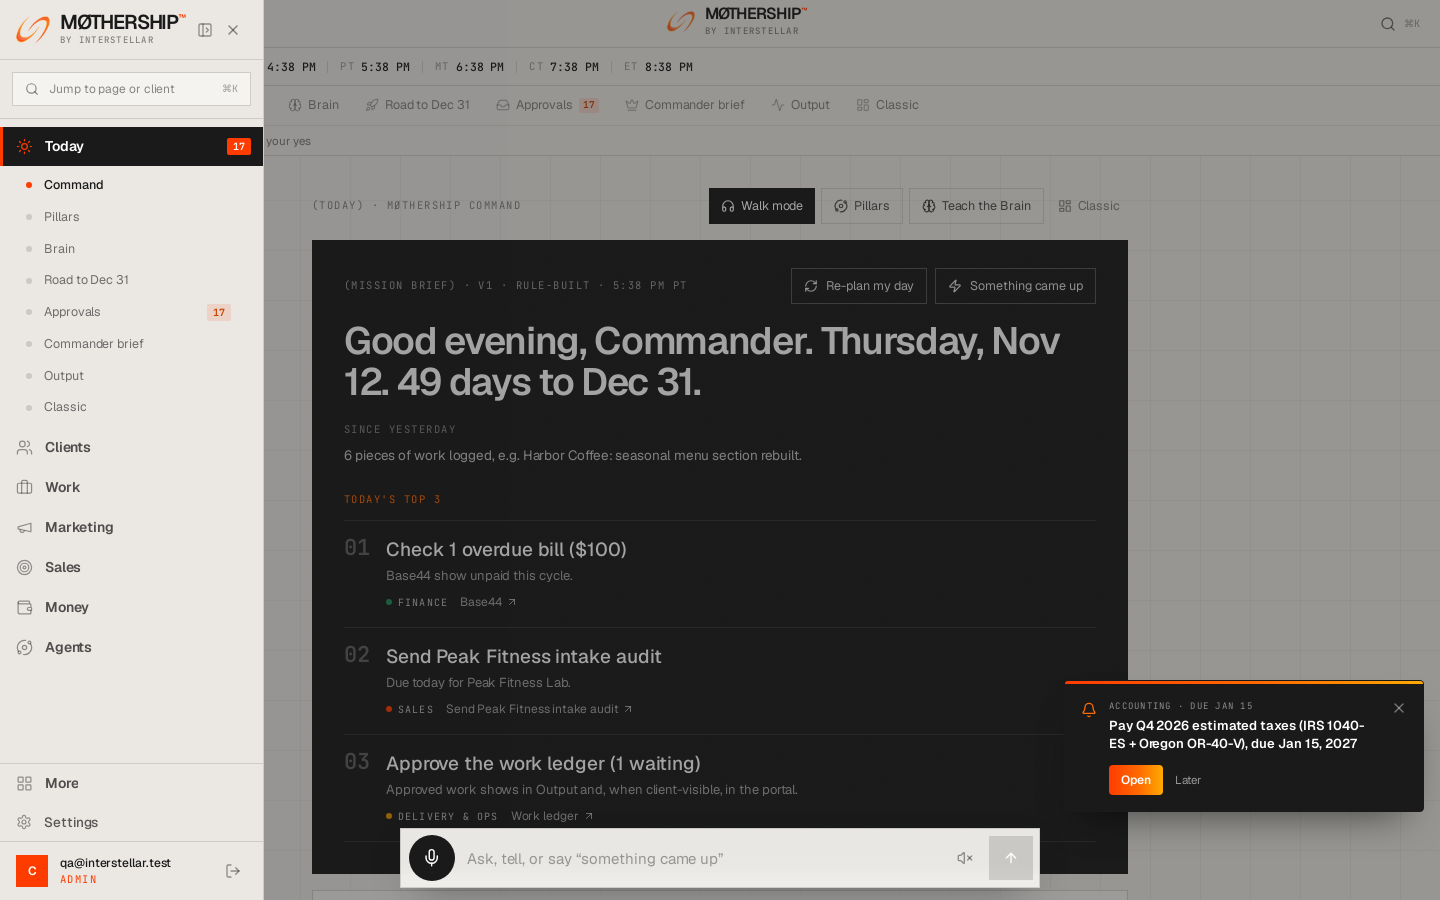 MØTHERSHIP™
BY INTERSTELLAR
Jump to page or client ⌘K
Today 17
Command
Pillars
Brain
Road to Dec 31
Approvals 17
Commander brief
Output
Classic
Clients
Work
Marketing
Sales
Money
Agents
More
Settings
C
qa@interstellar.test
ADMIN
MØTHERSHIP™
BY INTERSTELLAR
⌘K
4:38 PM PT 5:38 PM MT 6:38 PM CT 7:38 PM ET 8:38 PM
Brain Road to Dec 31 Approvals 17 Commander brief Output Classic
your yes
(TODAY) · MØTHERSHIP COMMAND
Walk mode Pillars Teach the Brain Classic
(MISSION BRIEF) · V1 · RULE-BUILT · 5:38 PM PT
Re-plan my day Something came up
Good evening, Commander. Thursday, Nov
12. 49 days to Dec 31.
SINCE YESTERDAY
6 pieces of work logged, e.g. Harbor Coffee: seasonal menu section rebuilt.
TODAY'S TOP 3
01 Check 1 overdue bill ($100)
Base44 show unpaid this cycle.
FINANCE Base44
02 Send Peak Fitness intake audit
Due today for Peak Fitness Lab.
SALES Send Peak Fitness intake audit
03 Approve the work ledger (1 waiting)
Approved work shows in Output and, when client-visible, in the portal.
DELIVERY & OPS Work ledger
Ask, tell, or say “something came up”
ACCOUNTING · DUE JAN 15
Pay Q4 2026 estimated taxes (IRS 1040-
ES + Oregon OR-40-V), due Jan 15, 2027
Open Later